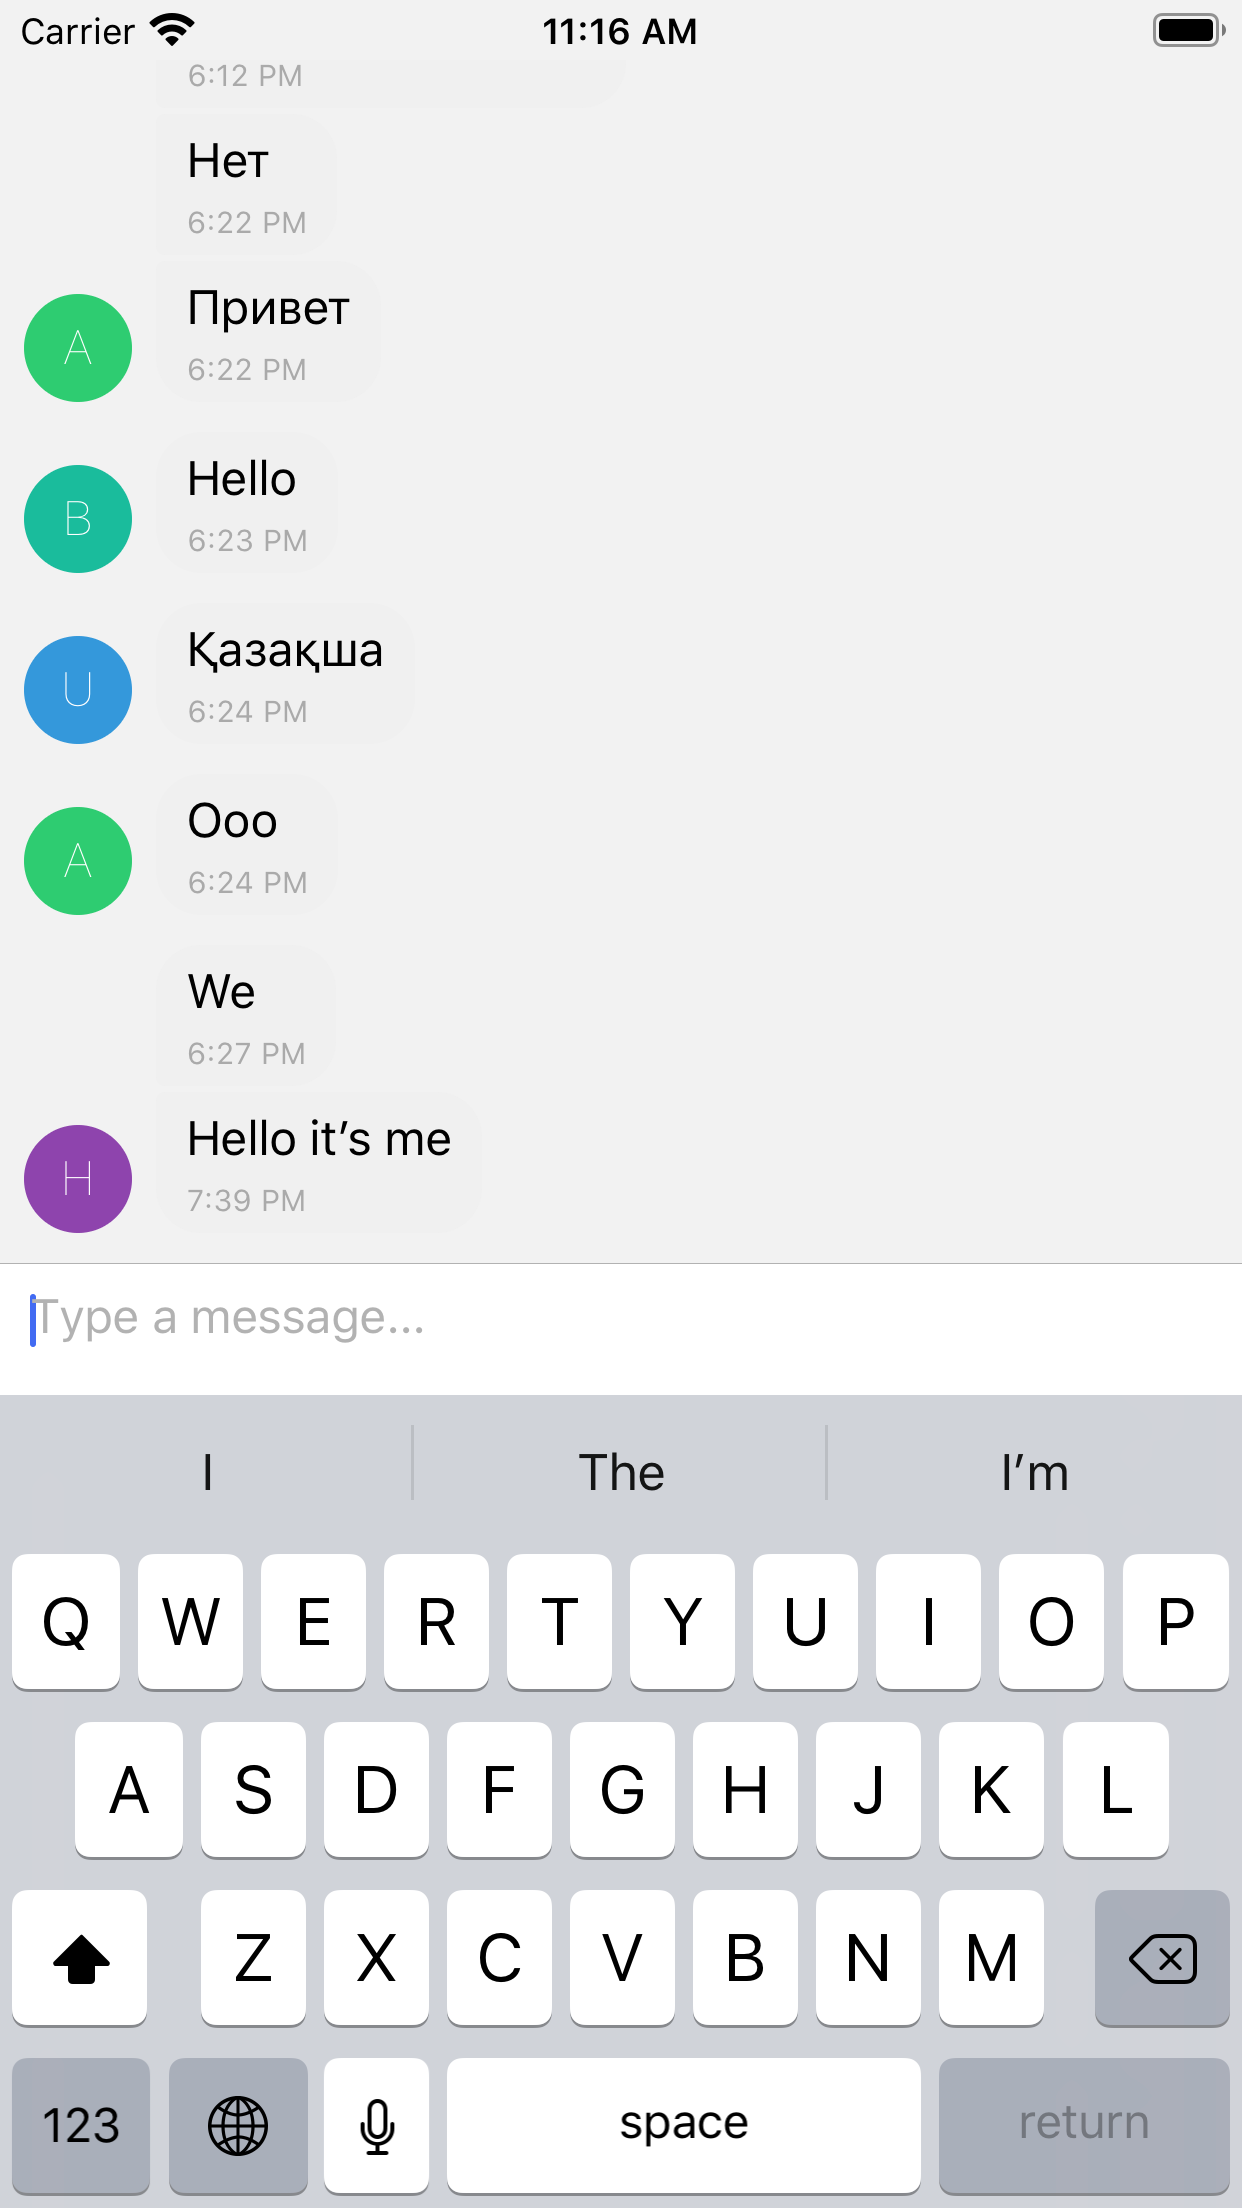 Carrier 11:16 AM
6:12 PM
Нет
6:22 PM
Привет
6:22 PM
A
Hello
6:23 PM
B
Қазақша
6:24 PM
U
Ооо
6:24 PM
A
We
6:27 PM
Hello it’s me
7:39 PM
H
Type a message...
I The I’m
Q W E R T Y U I O P
A S D F G H J K L
Z X C V B N M
123 space return